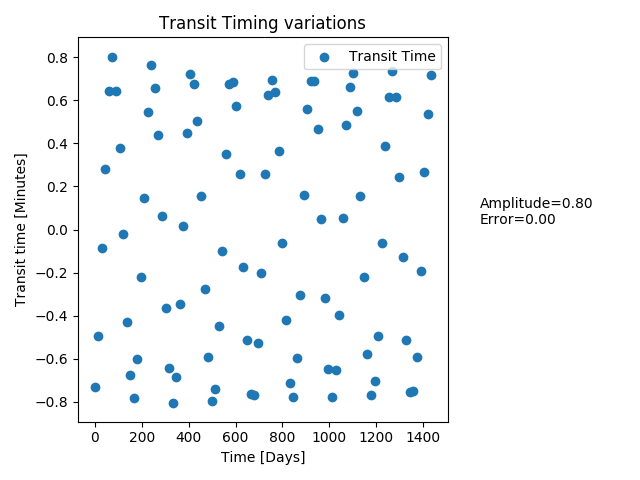 Transit Timing variations
Transit Time
Transit time [Minutes]
0.8
0.6
0.4
0.2
0.0
−0.2
−0.4
−0.6
−0.8
0 200 400 600 800 1000 1200 1400
Time [Days]
Amplitude=0.80
Error=0.00